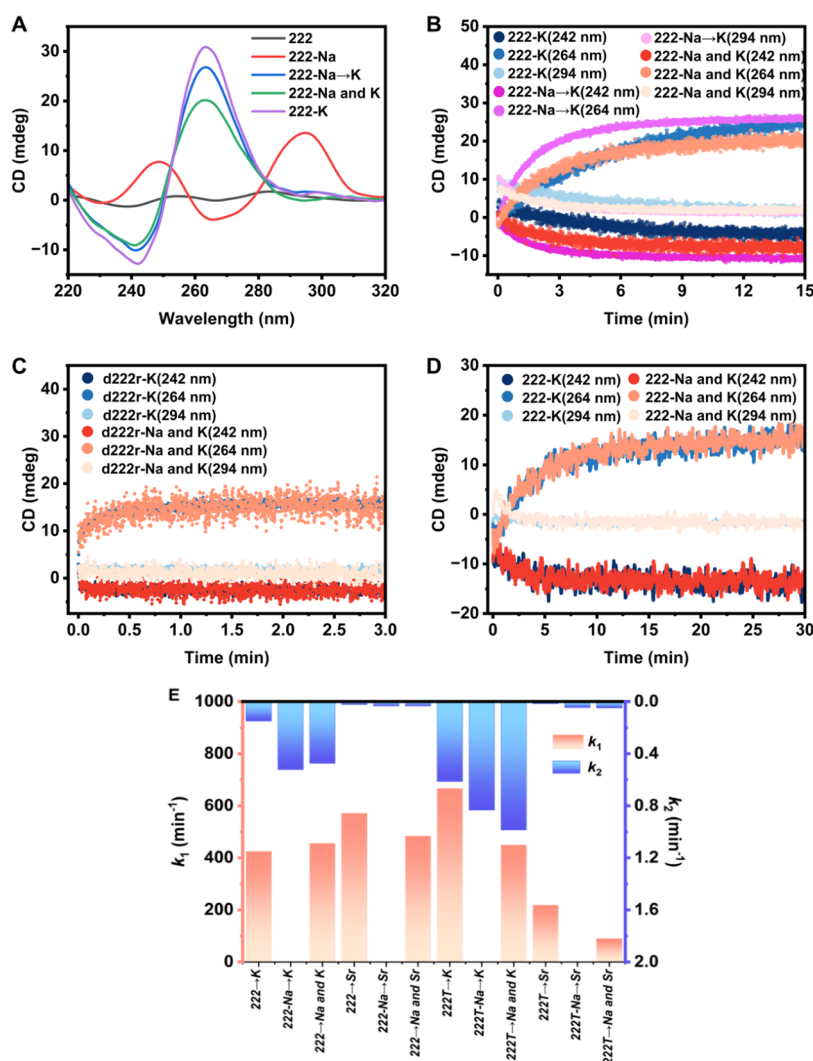 A
222
222-Na
222-Na→K
222-Na and K
222-K
CD (mdeg)
30
20
10
0
−10
220
240
260
280
300
320
Wavelength (nm)
B
222-K(242 nm)
222-K(264 nm)
222-K(294 nm)
222-Na→K(242 nm)
222-Na→K(264 nm)
222-Na→K(294 nm)
222-Na and K(242 nm)
222-Na and K(264 nm)
222-Na and K(294 nm)
CD (mdeg)
50
40
30
20
10
0
−10
0
3
6
9
12
15
Time (min)
C
d222r-K(242 nm)
d222r-K(264 nm)
d222r-K(294 nm)
d222r-Na and K(242 nm)
d222r-Na and K(264 nm)
d222r-Na and K(294 nm)
CD (mdeg)
40
30
20
10
0
0.0
0.5
1.0
1.5
2.0
2.5
3.0
Time (min)
D
222-K(242 nm)
222-K(264 nm)
222-K(294 nm)
222-Na and K(242 nm)
222-Na and K(264 nm)
222-Na and K(294 nm)
CD (mdeg)
30
20
10
0
−10
−20
0
5
10
15
20
25
30
Time (min)
E
k1
k2
k1 (min-1)
1000
800
600
400
200
0
k2 (min-1)
0.0
0.4
0.8
1.2
1.6
2.0
222→K
222-Na→K
222→Na and K
222→Sr
222-Na→Sr
222→Na and Sr
222T→K
222T-Na→K
222T→Na and K
222T→Sr
222T-Na→Sr
222T→Na and Sr